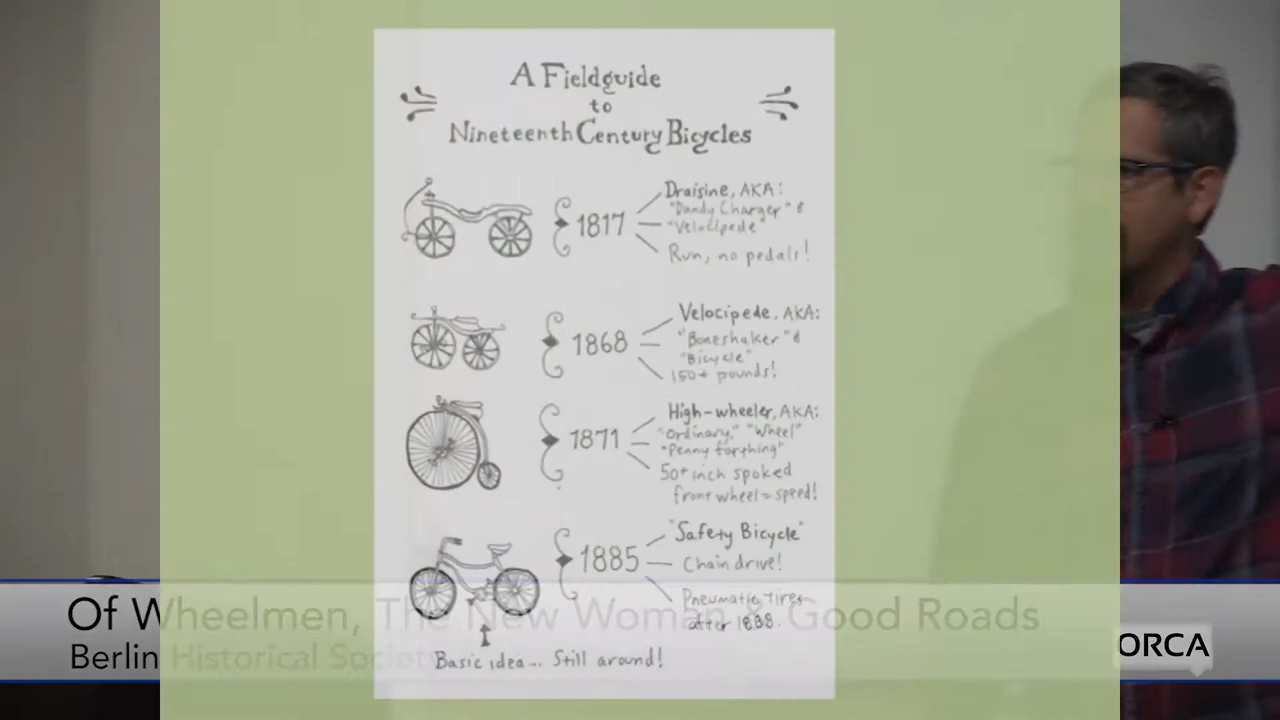 A Fieldguide
to
Nineteenth Century Bicycles
1817
Draisine, AKA:
"Dandy Charger" &
"Velocipede"
Run, no pedals!
1868
Velocipede, AKA:
"Boneshaker" &
"Bicycle"
150+ pounds!
1871
High-wheeler, AKA:
"Ordinary," "Wheel"
"Penny farthing"
50+ inch spoked
front wheel = speed!
1885
"Safety Bicycle"
Chain drive!
Pneumatic tires
after 1888.
Basic idea... Still around!
Of Wheelmen, The New Woman & Good Roads
Berlin Historical Society
ORCA